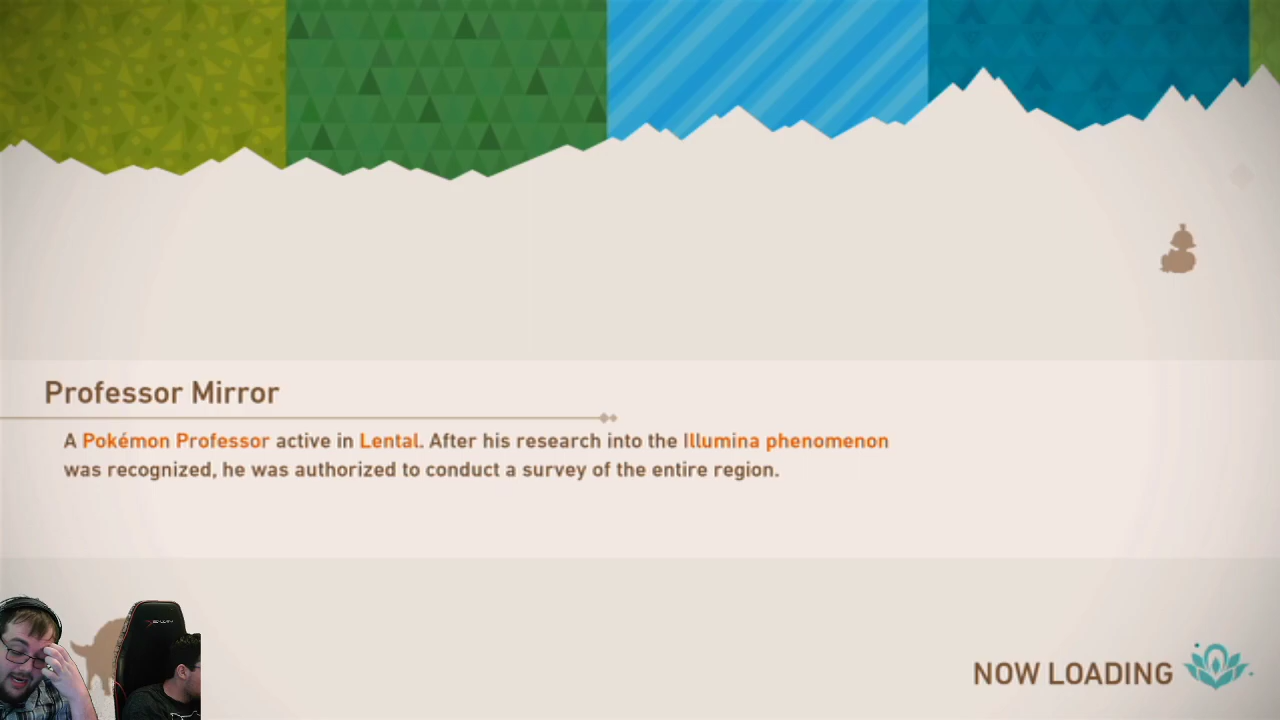 Professor Mirror
A Pokémon Professor active in Lental. After his research into the Illumina phenomenon
was recognized, he was authorized to conduct a survey of the entire region.
NOW LOADING